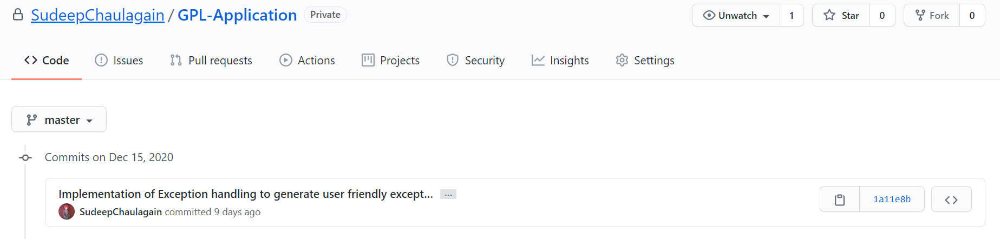 SudeepChaulagain / GPL-Application Private Unwatch 1 Star 0 Fork 0
Code Issues Pull requests Actions Projects Security Insights Settings
master
Commits on Dec 15, 2020
Implementation of Exception handling to generate user friendly except... ...
1a11e8b
SudeepChaulagain committed 9 days ago